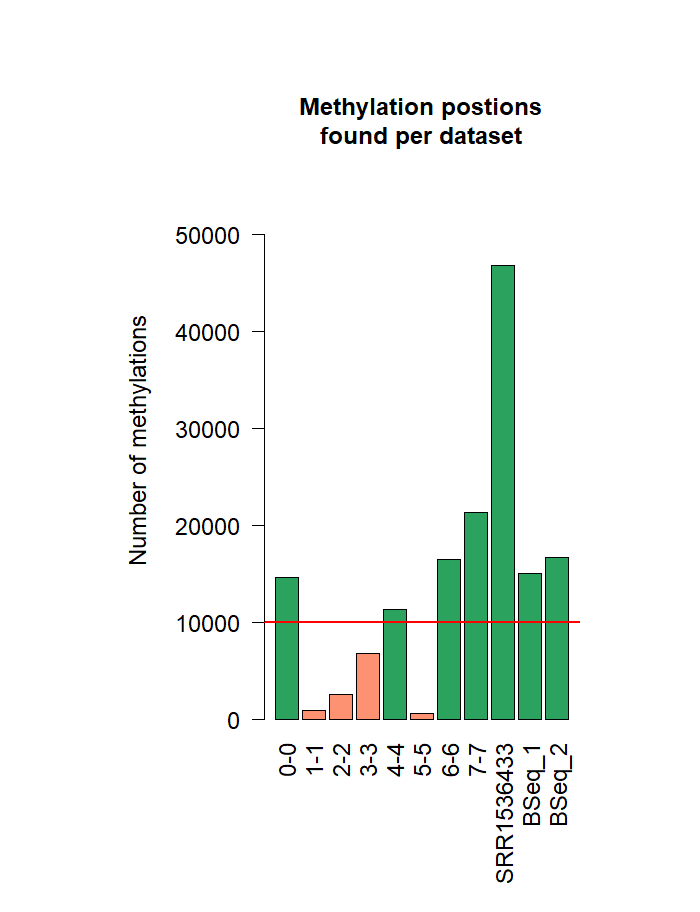 Methylation postions
found per dataset
Number of methylations
50000
40000
30000
20000
10000
0
0-0
1-1
2-2
3-3
4-4
5-5
6-6
7-7
SRR1536433
BSeq_1
BSeq_2